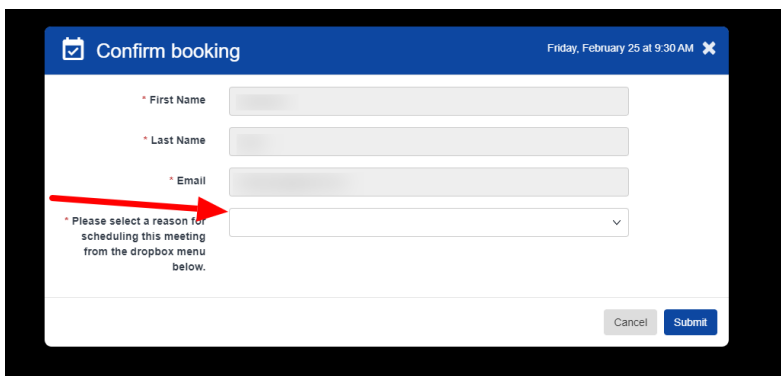 Confirm booking
Friday, February 25 at 9:30 AM
* First Name
* Last Name
* Email
* Please select a reason for
scheduling this meeting
from the dropbox menu
below.
Cancel
Submit